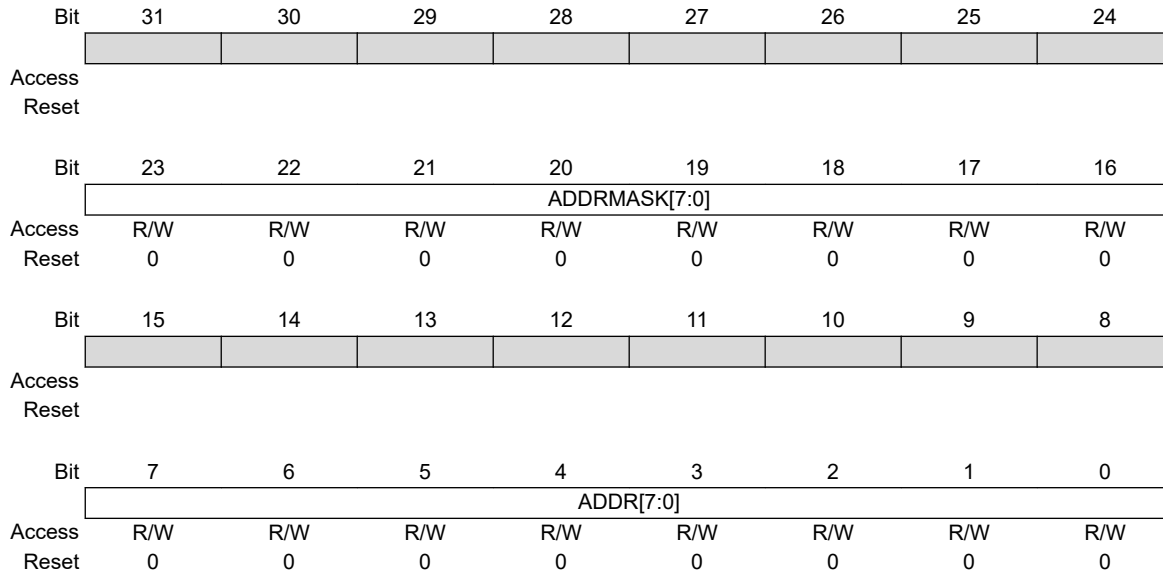 Bit 31 30 29 28 27 26 25 24
Access
Reset
Bit 23 22 21 20 19 18 17 16
ADDRMASK[7:0]
Access R/W R/W R/W R/W R/W R/W R/W R/W
Reset 0 0 0 0 0 0 0 0
Bit 15 14 13 12 11 10 9 8
Access
Reset
Bit 7 6 5 4 3 2 1 0
ADDR[7:0]
Access R/W R/W R/W R/W R/W R/W R/W R/W
Reset 0 0 0 0 0 0 0 0